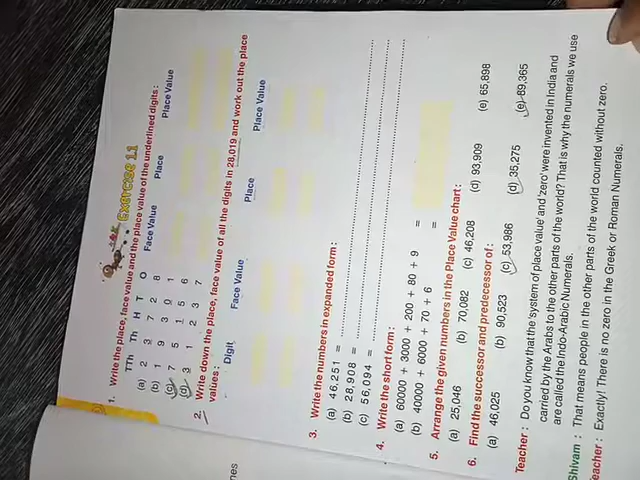 Exercise 11
1. Write the place, face value and the place value of the underlined digits :
TTh Th H T O Face Value Place Place Value
(a) 2 3 7 2 8
(b) 1 9 3 0 1
(c) 7 5 1 5 6
(d) 3 1 2 3 7
2. Write down the place, face value of all the digits in 28,019 and work out the place
values :
Digit Face Value Place Place Value
3. Write the numbers in expanded form :
(a) 46,251 =
(b) 28,908 =
(c) 56,094 =
4. Write the short form :
(a) 60000 + 3000 + 200 + 80 + 9 =
(b) 40000 + 6000 + 70 + 6 =
5. Arrange the given numbers in the Place Value chart :
(a) 25,046 (b) 70,082 (c) 46,208 (d) 93,909 (e) 65,898
6. Find the successor and predecessor of :
(a) 46,025 (b) 90,523 (c) 53,986 (d) 35,275 (e) 89,365
Teacher : Do you know that the 'system of place value' and 'zero' were invented in India and
carried by the Arabs to the other parts of the world? That is why the numerals we use
are called the Indo-Arabic Numerals.
Shivam : That means people in the other parts of the world counted without zero.
Teacher : Exactly! There is no zero in the Greek or Roman Numerals.
nes